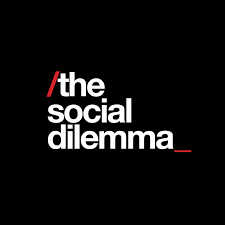 /the
social
dilemma_